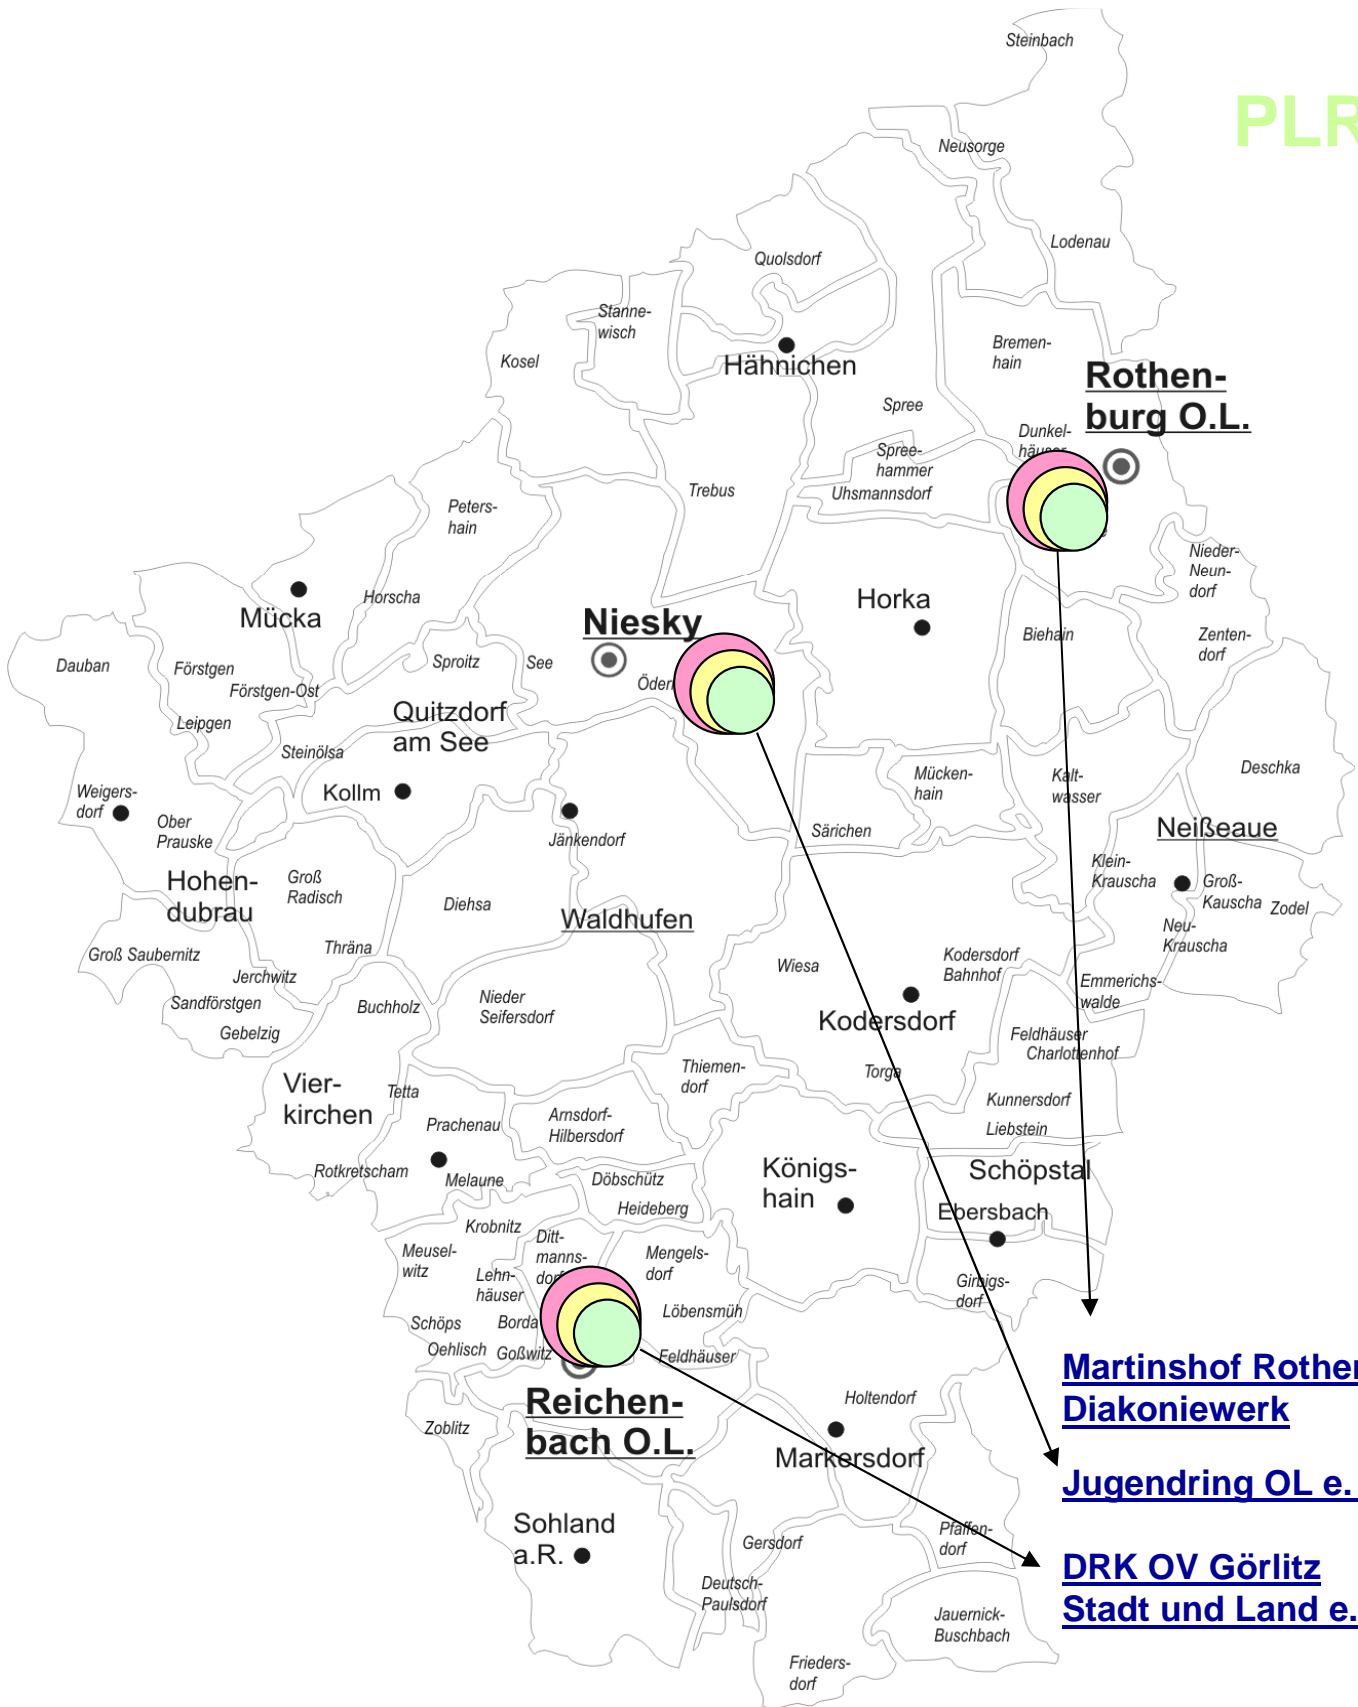 Steinbach
PLR
Neusorge
Lodenau
Quolsdorf
Stanne-
wisch
Kosel
Hähnichen
Bremen-
hain
Rothen-
burg O.L.
Spree
Dunkel-
häuser
Spree-
hammer
Uhsmannsdorf
Trebus
Peters-
hain
Nieder-
Neun-
dorf
Horscha
Mücka
Horka
Niesky
Biehain
Zenten-
dorf
Dauban
Förstgen
Sproitz
See
Förstgen-Ost
Leipgen
Quitzdorf
am See
Steinölsa
Kollm
Mücken-
hain
Kalt-
wasser
Deschka
Weigers-
dorf
Ober
Prauske
Jänkendorf
Särichen
Neißeaue
Klein-
Krauscha
Groß-
Kauscha
Zodel
Hohen-
dubrau
Groß
Radisch
Diehsa
Waldhufen
Neu-
Krauscha
Groß Saubernitz
Thräna
Jerchwitz
Wiesa
Kodersdorf
Bahnhof
Emmerichs-
walde
Sandförstgen
Gebelzig
Buchholz
Nieder
Seifersdorf
Kodersdorf
Feldhäuser
Charlottenhof
Thiemen-
dorf
Torga
Vier-
kirchen
Tetta
Kunnersdorf
Liebstein
Prachenau
Arnsdorf-
Hilbersdorf
Rotkretscham
Melaune
Döbschütz
Heideberg
Königs-
hain
Schöpstal
Ebersbach
Krobnitz
Meusel-
witz
Ditt-
manns-
dorf
Mengels-
dorf
Lehn-
häuser
Girbigs-
dorf
Schöps
Borda
Löbensmüh
Oehlisch
Goßwitz
Feldhäuser
Martinshof Rothen
Diakoniewerk
Reichen-
bach O.L.
Holtendorf
Zoblitz
Markersdorf
Jugendring OL e.
Sohland
a.R.
Gersdorf
Pfaffen-
dorf
DRK OV Görlitz
Stadt und Land e.
Deutsch-
Paulsdorf
Jauernick-
Buschbach
Frieders-
dorf